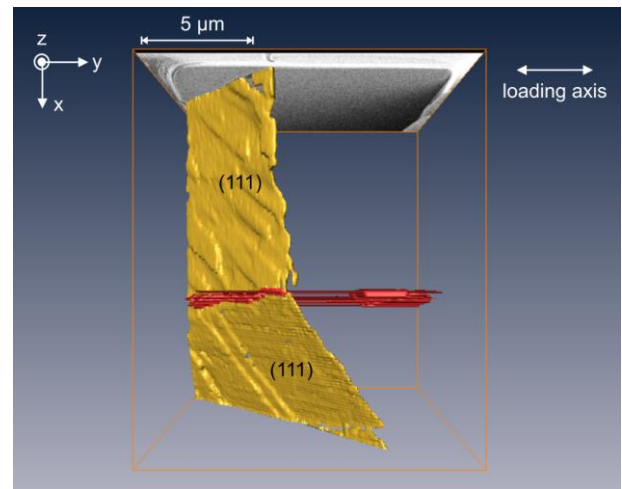 5 µm
z
y
x
loading axis
(111)
(111)